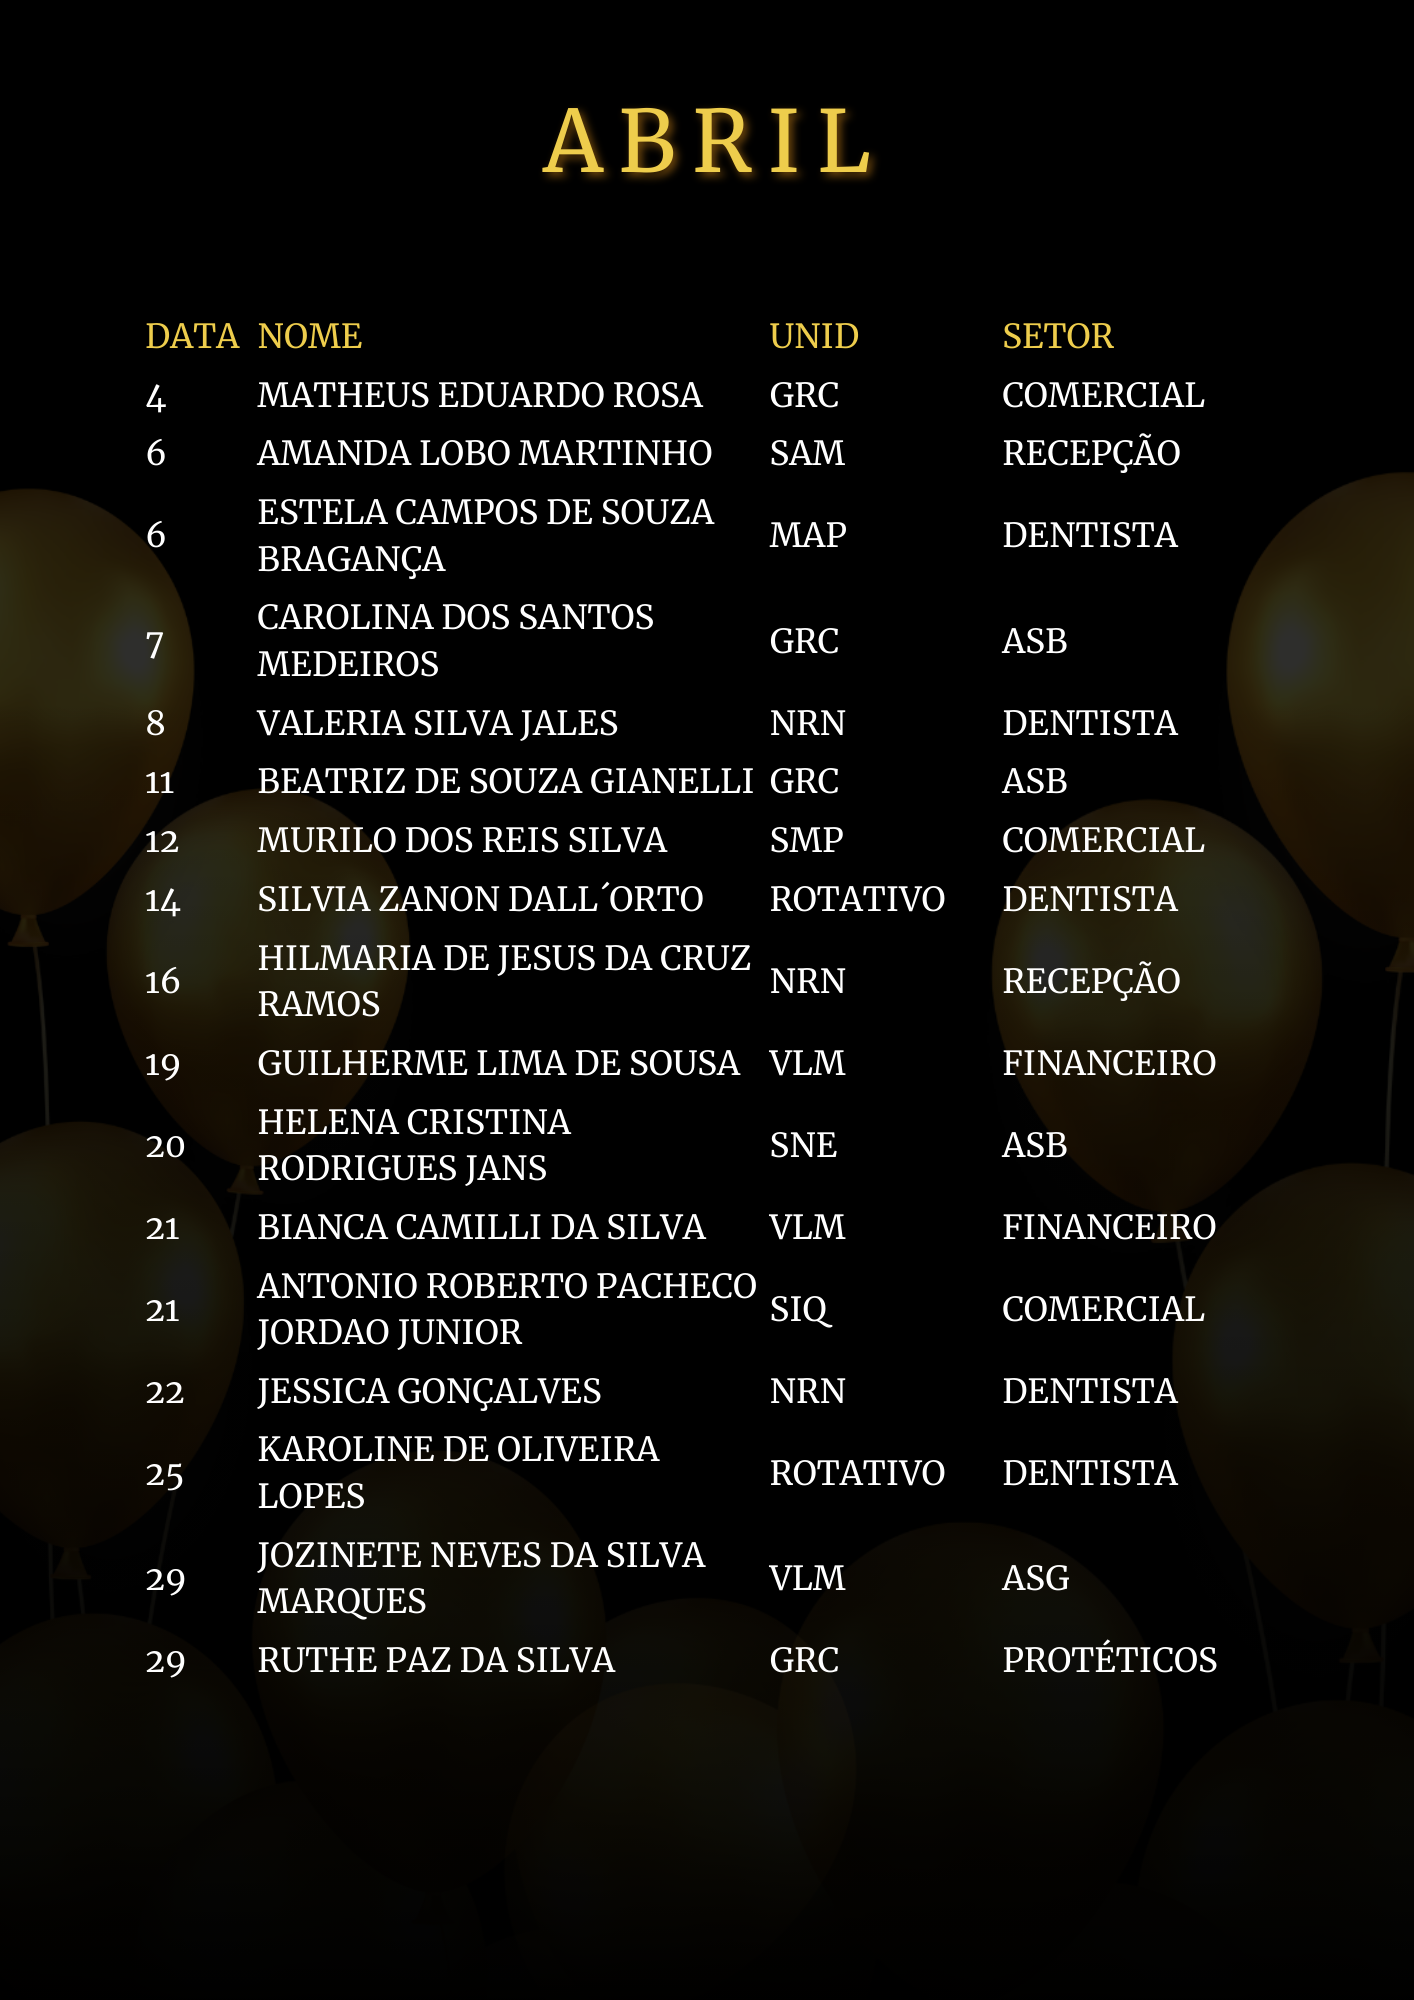 ABRIL
DATA NOME UNID SETOR
4 MATHEUS EDUARDO ROSA GRC COMERCIAL
6 AMANDA LOBO MARTINHO SAM RECEPÇÃO
ESTELA CAMPOS DE SOUZA
6 MAP DENTISTA
BRAGANÇA
CAROLINA DOS SANTOS
7 GRC ASB
MEDEIROS
8 VALERIA SILVA JALES NRN DENTISTA
11 BEATRIZ DE SOUZA GIANELLI GRC ASB
12 MURILO DOS REIS SILVA SMP COMERCIAL
14 SILVIA ZANON DALL´ORTO ROTATIVO DENTISTA
HILMARIA DE JESUS DA CRUZ
16 NRN RECEPÇÃO
RAMOS
19 GUILHERME LIMA DE SOUSA VLM FINANCEIRO
HELENA CRISTINA
20 SNE ASB
RODRIGUES JANS
21 BIANCA CAMILLI DA SILVA VLM FINANCEIRO
ANTONIO ROBERTO PACHECO
21 SIQ COMERCIAL
JORDAO JUNIOR
22 JESSICA GONÇALVES NRN DENTISTA
KAROLINE DE OLIVEIRA
25 ROTATIVO DENTISTA
LOPES
JOZINETE NEVES DA SILVA
29 VLM ASG
MARQUES
29 RUTHE PAZ DA SILVA GRC PROTÉTICOS